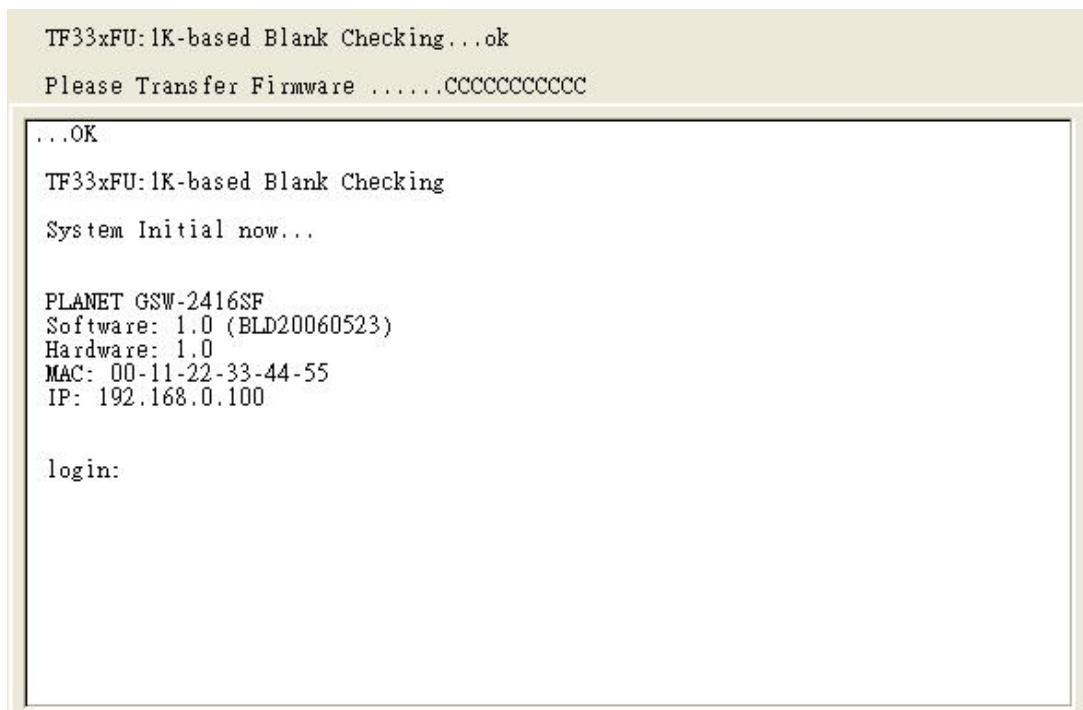 TF33xFU:1K-based Blank Checking...ok
Please Transfer Firmware ......CCCCCCCCCCC
...OK
TF33xFU:1K-based Blank Checking
System Initial now...
PLANET GSW-2416SF
Software: 1.0 (BLD20060523)
Hardware: 1.0
MAC: 00-11-22-33-44-55
IP: 192.168.0.100
login: